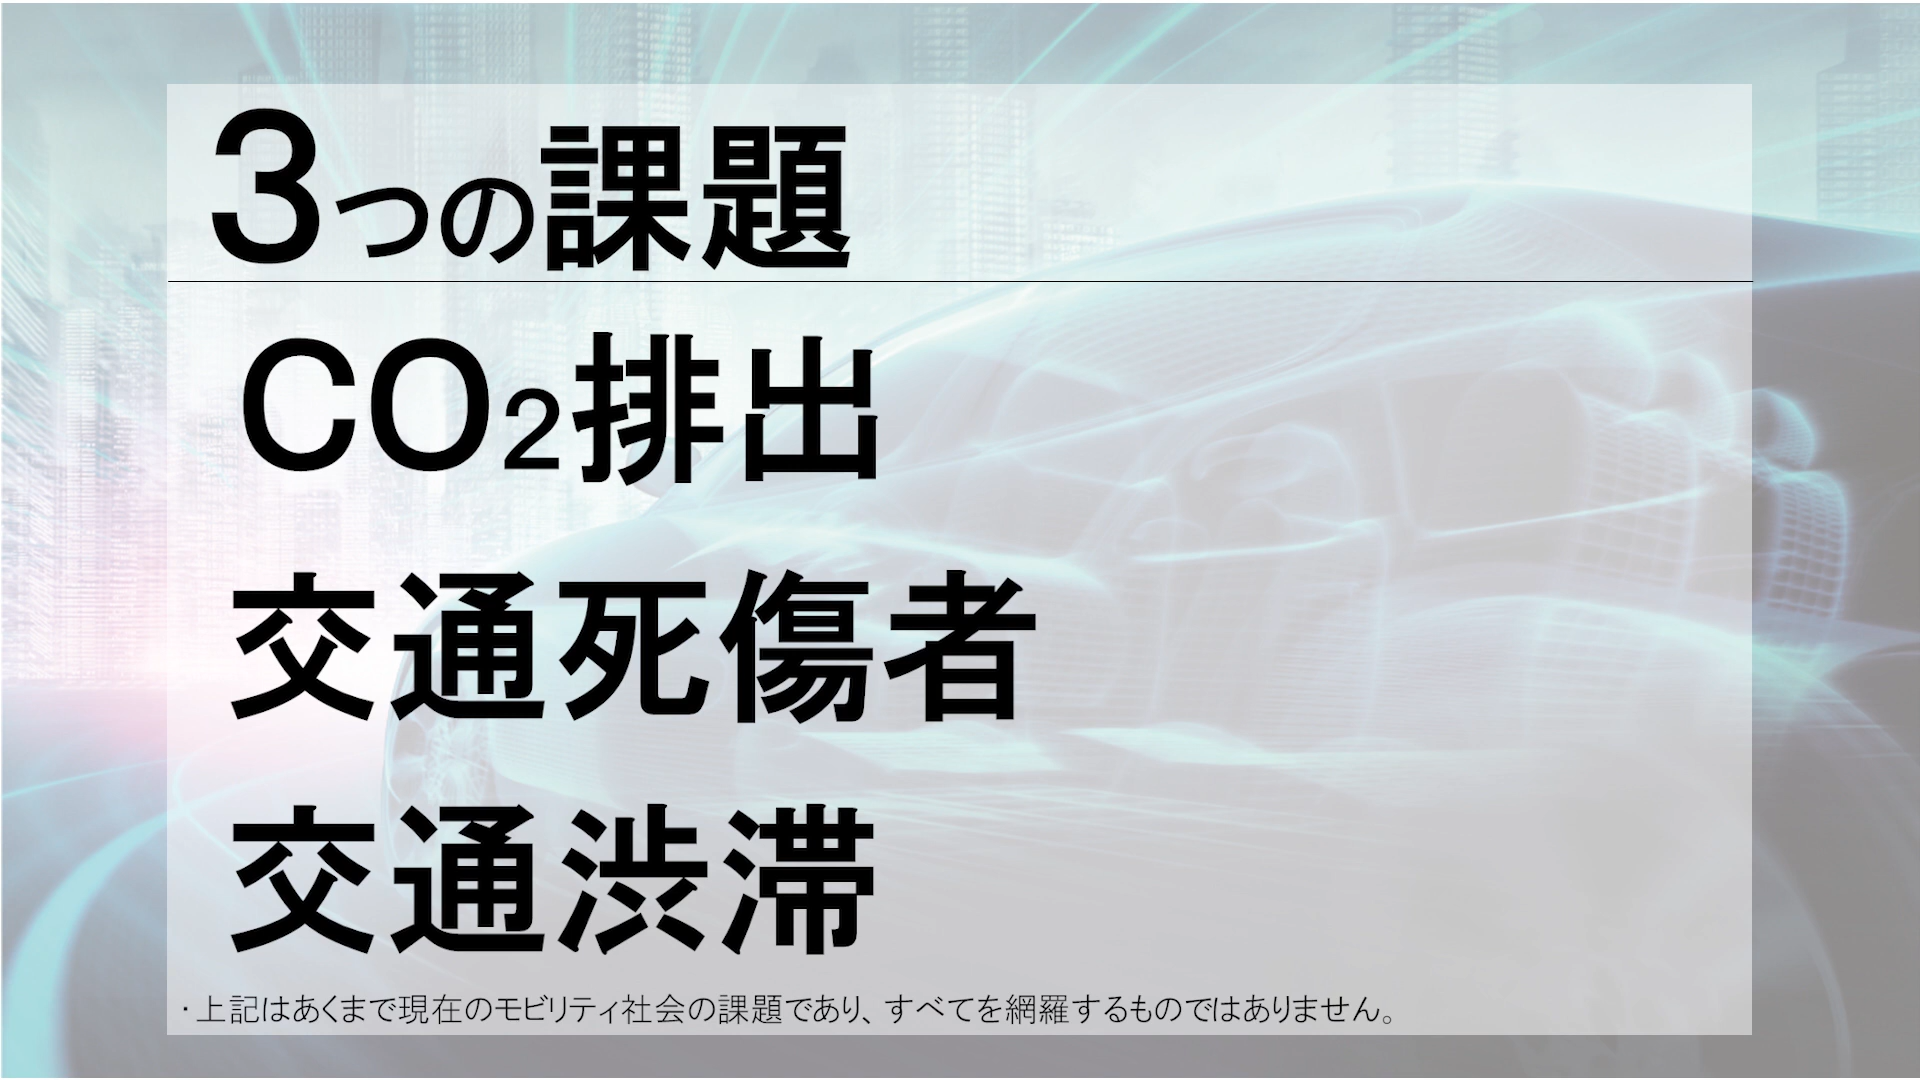 3つの課題
CO2排出
交通死傷者
交通渋滞
・上記はあくまで現在のモビリティ社会の課題であり、すべてを網羅するものではありません。